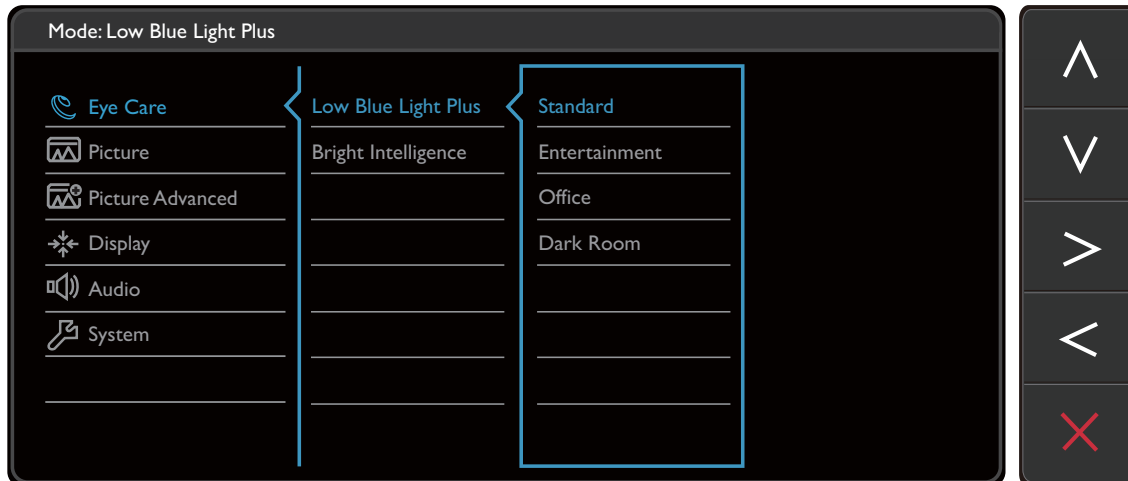 Mode: Low Blue Light Plus
Eye Care
Low Blue Light Plus
Standard
Picture
Bright Intelligence
Entertainment
Picture Advanced
Office
Display
Dark Room
Audio
System